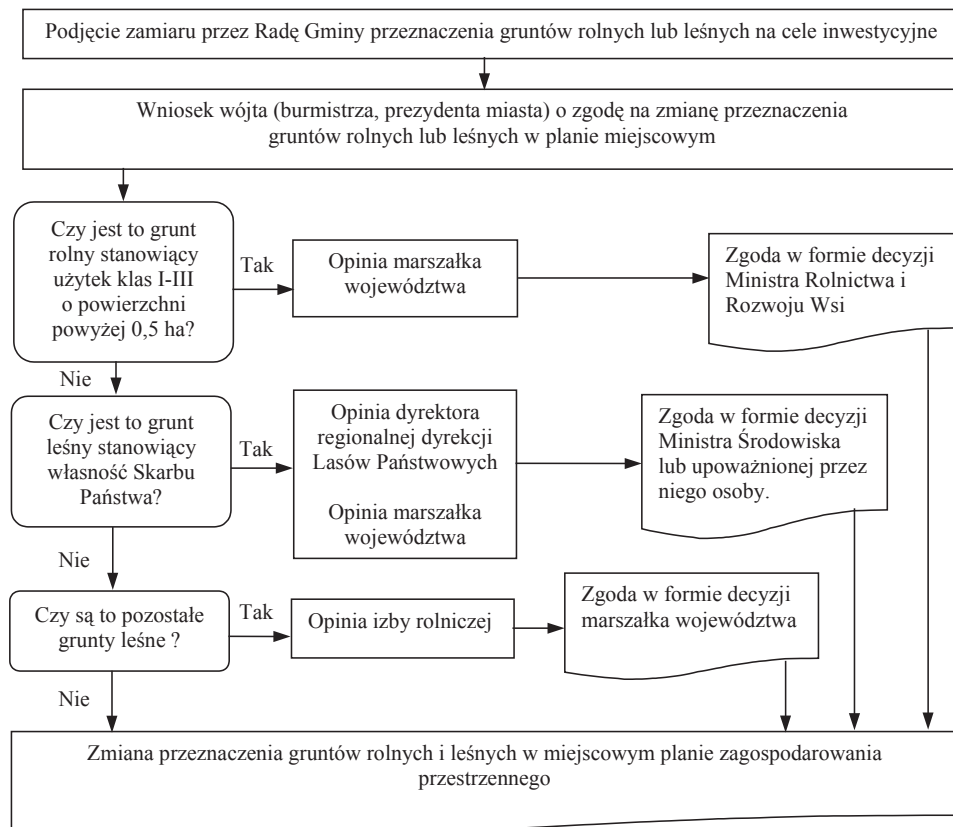 Podjęcie zamiaru przez Radę Gminy przeznaczenia gruntów rolnych lub leśnych na cele inwestycyjne
Wniosek wójta (burmistrza, prezydenta miasta) o zgodę na zmianę przeznaczenia
gruntów rolnych lub leśnych w planie miejscowym
Czy jest to grunt
rolny stanowiący
użytek klas I-III
o powierzchni
powyżej 0,5 ha?
Tak
Opinia marszałka
województwa
Zgoda w formie decyzji
Ministra Rolnictwa i
Rozwoju Wsi
Nie
Czy jest to grunt
leśny stanowiący
własność Skarbu
Państwa?
Tak
Opinia dyrektora
regionalnej dyrekcji
Lasów Państwowych
Opinia marszałka
województwa
Zgoda w formie decyzji
Ministra Środowiska
lub upoważnionej przez
niego osoby.
Nie
Czy są to pozostałe
grunty leśne ?
Tak
Opinia izby rolniczej
Zgoda w formie decyzji
marszałka województwa
Nie
Zmiana przeznaczenia gruntów rolnych i leśnych w miejscowym planie zagospodarowania
przestrzennego